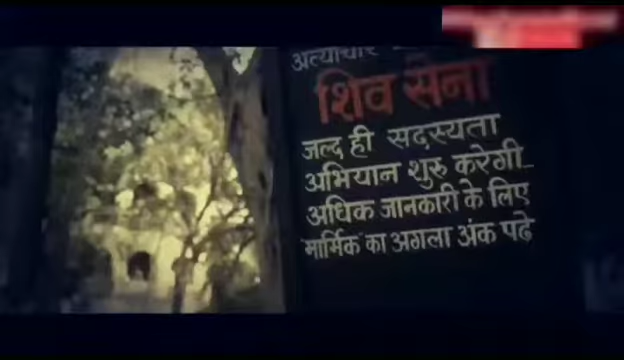 अत्याचार
शिव सेना
जल्द ही सदस्यता
अभियान शुरु करेगी
अधिक जानकारी के लिए
'मार्मिक' का अगला अंक पढे